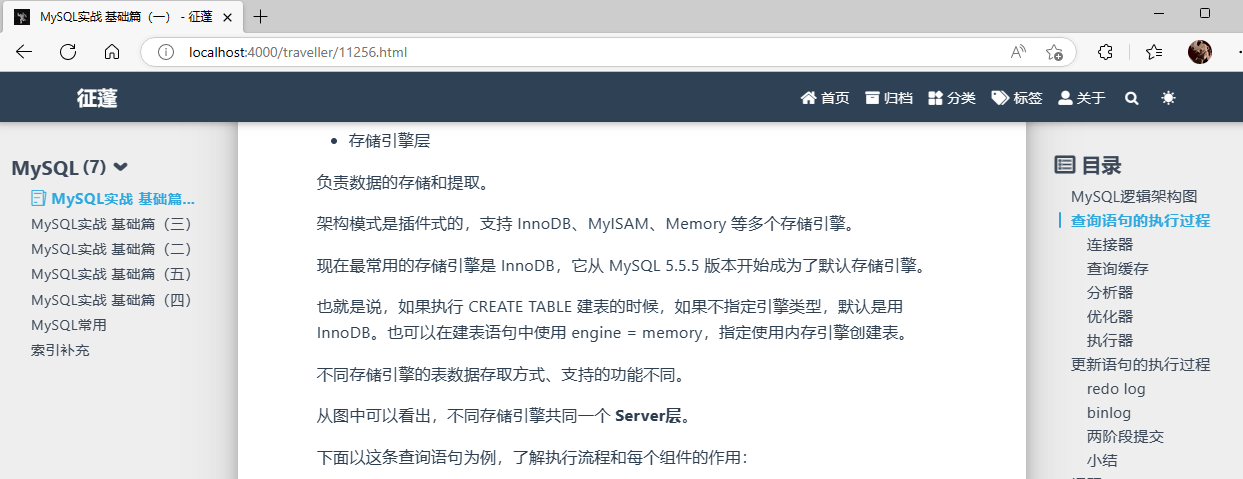 MySQL实战 基础篇（一） - 征蓬
localhost:4000/traveller/11256.html
征蓬
首页 归档 分类 标签 关于
MySQL (7)
MySQL实战 基础篇...
MySQL实战 基础篇（三）
MySQL实战 基础篇（二）
MySQL实战 基础篇（五）
MySQL实战 基础篇（四）
MySQL常用
索引补充
存储引擎层
负责数据的存储和提取。
架构模式是插件式的，支持 InnoDB、MyISAM、Memory 等多个存储引擎。
现在最常用的存储引擎是 InnoDB，它从 MySQL 5.5.5 版本开始成为了默认存储引擎。
也就是说，如果执行 CREATE TABLE 建表的时候，如果不指定引擎类型，默认是用
InnoDB。也可以在建表语句中使用 engine = memory，指定使用内存引擎创建表。
不同存储引擎的表数据存取方式、支持的功能不同。
从图中可以看出，不同存储引擎共同一个 Server层。
下面以这条查询语句为例，了解执行流程和每个组件的作用：
目录
MySQL逻辑架构图
查询语句的执行过程
连接器
查询缓存
分析器
优化器
执行器
更新语句的执行过程
redo log
binlog
两阶段提交
小结